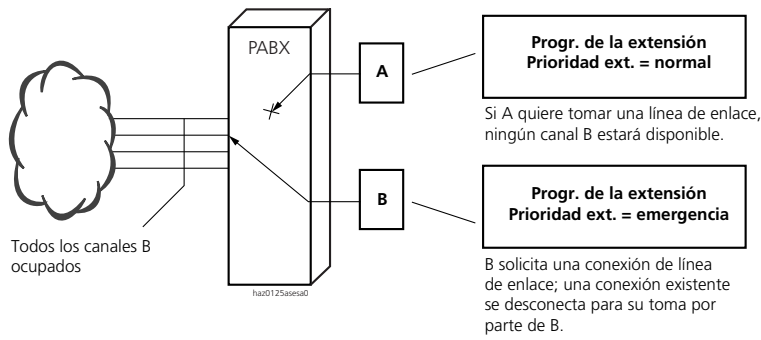 PABX
A
Progr. de la extensión
Prioridad ext. = normal
Si A quiere tomar una línea de enlace,
ningún canal B estará disponible.
B
Progr. de la extensión
Prioridad ext. = emergencia
B solicita una conexión de línea
de enlace; una conexión existente
se desconecta para su toma por
parte de B.
Todos los canales B
ocupados
haz0125asesa0